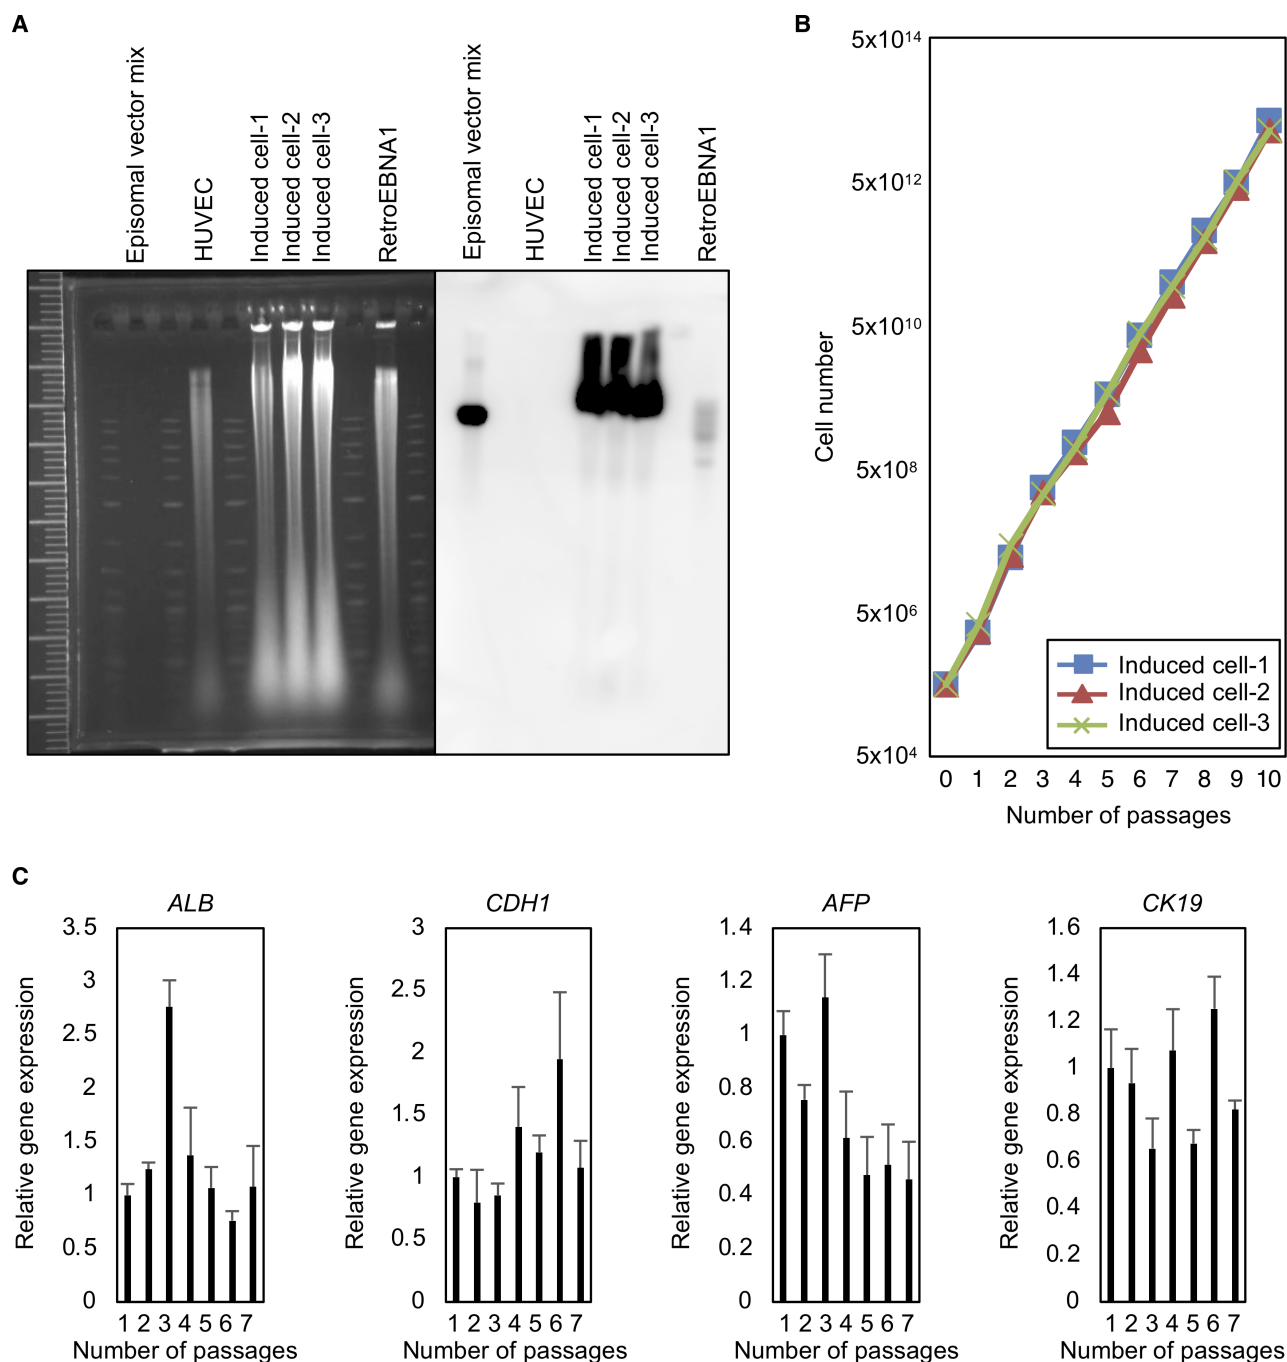 A
Episomal vector mix
HUVEC
Induced cell-1
Induced cell-2
Induced cell-3
RetroEBNA1
Episomal vector mix
HUVEC
Induced cell-1
Induced cell-2
Induced cell-3
RetroEBNA1
B
5x10¹⁴
5x10¹²
5x10¹⁰
5x10⁸
5x10⁶
5x10⁴
Cell number
Induced cell-1
Induced cell-2
Induced cell-3
0 1 2 3 4 5 6 7 8 9 10
Number of passages
C
ALB
3.5
3
2.5
2
1.5
1
0.5
0
Relative gene expression
1 2 3 4 5 6 7
Number of passages
CDH1
3
2.5
2
1.5
1
0.5
0
Relative gene expression
1 2 3 4 5 6 7
Number of passages
AFP
1.4
1.2
1
0.8
0.6
0.4
0.2
0
Relative gene expression
1 2 3 4 5 6 7
Number of passages
CK19
1.6
1.4
1.2
1
0.8
0.6
0.4
0.2
0
Relative gene expression
1 2 3 4 5 6 7
Number of passages